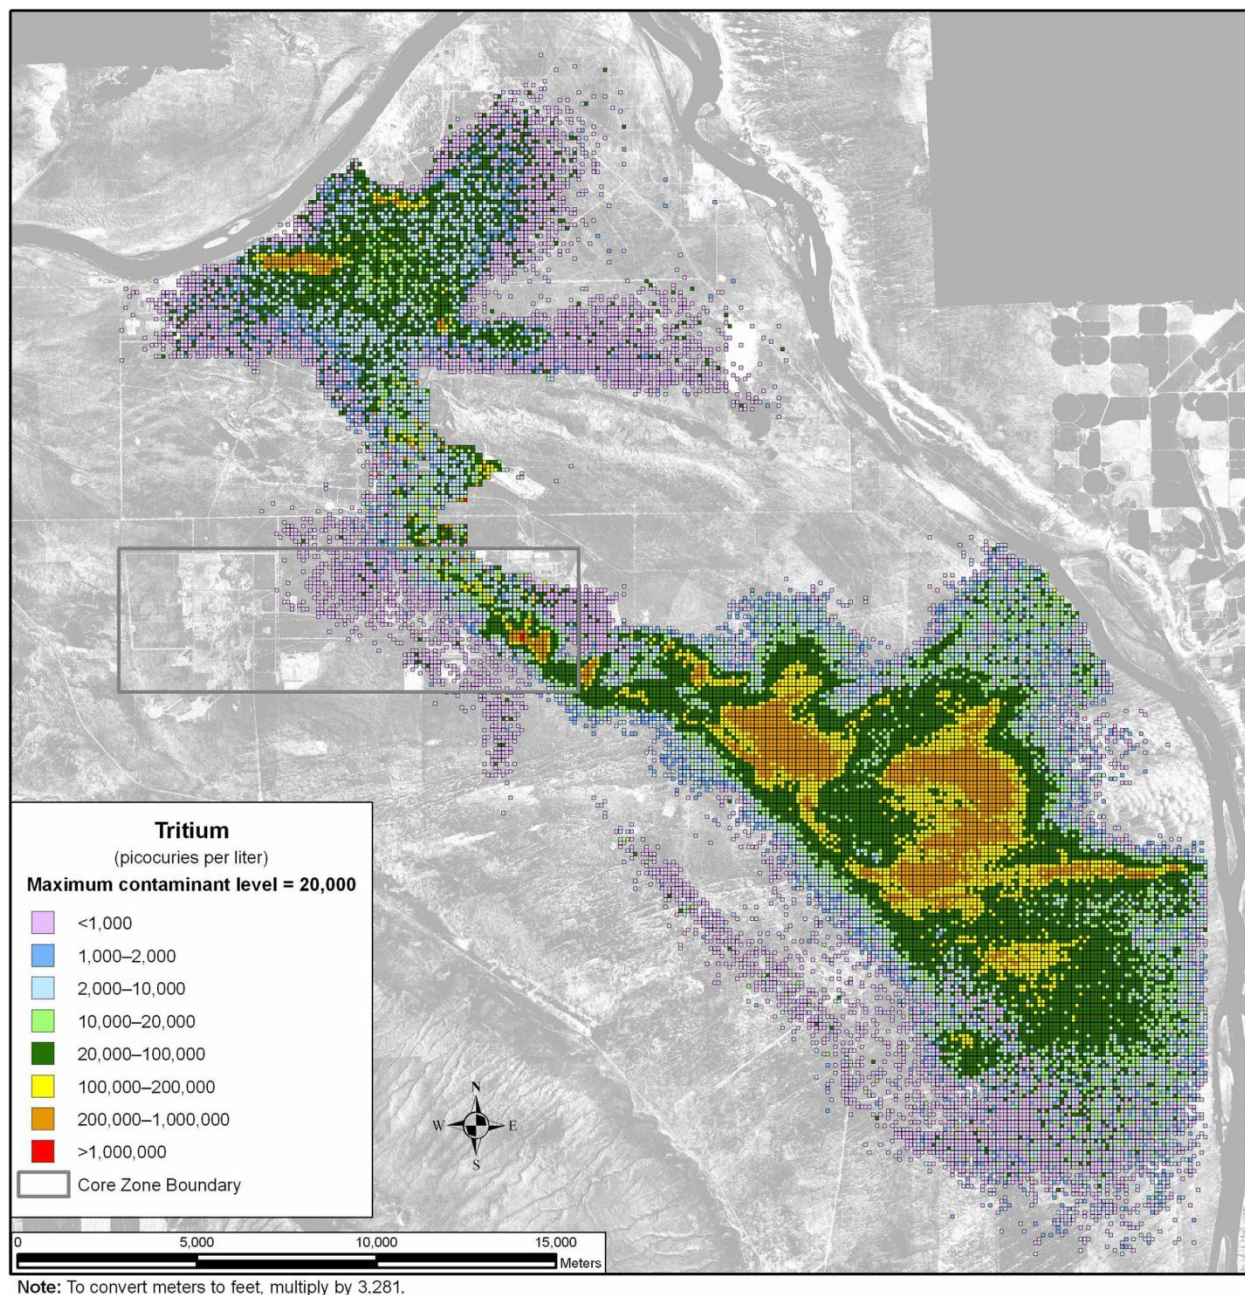 Tritium
(picocuries per liter)
Maximum contaminant level = 20,000
<1,000
1,000–2,000
2,000–10,000
10,000–20,000
20,000–100,000
100,000–200,000
200,000–1,000,000
>1,000,000
Core Zone Boundary
N
W E
S
0 5,000 10,000 15,000
Meters
Note: To convert meters to feet, multiply by 3.281.